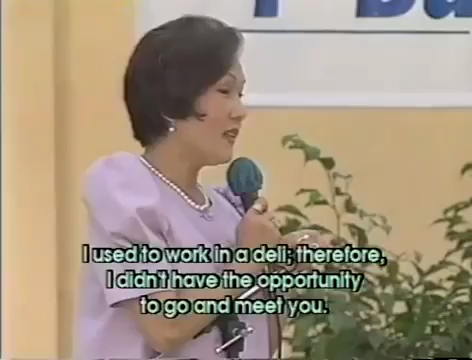 I used to work in a deli; therefore,
I didn't have the opportunity
to go and meet you.